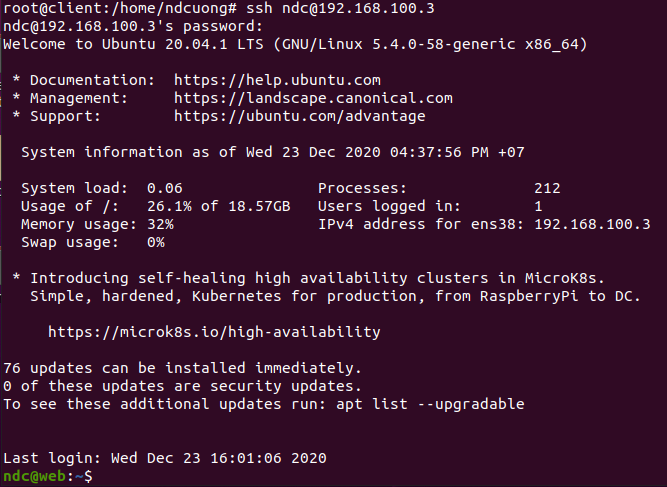 root@client:/home/ndcuong# ssh ndc@192.168.100.3
ndc@192.168.100.3's password:
Welcome to Ubuntu 20.04.1 LTS (GNU/Linux 5.4.0-58-generic x86_64)
 * Documentation:  https://help.ubuntu.com
 * Management:     https://landscape.canonical.com
 * Support:        https://ubuntu.com/advantage
  System information as of Wed 23 Dec 2020 04:37:56 PM +07
  System load:  0.06               Processes:              212
  Usage of /:   26.1% of 18.57GB   Users logged in:        1
  Memory usage: 32%                IPv4 address for ens38: 192.168.100.3
  Swap usage:   0%
 * Introducing self-healing high availability clusters in MicroK8s.
   Simple, hardened, Kubernetes for production, from RaspberryPi to DC.
     https://microk8s.io/high-availability
76 updates can be installed immediately.
0 of these updates are security updates.
To see these additional updates run: apt list --upgradable
Last login: Wed Dec 23 16:01:06 2020
ndc@web:~$